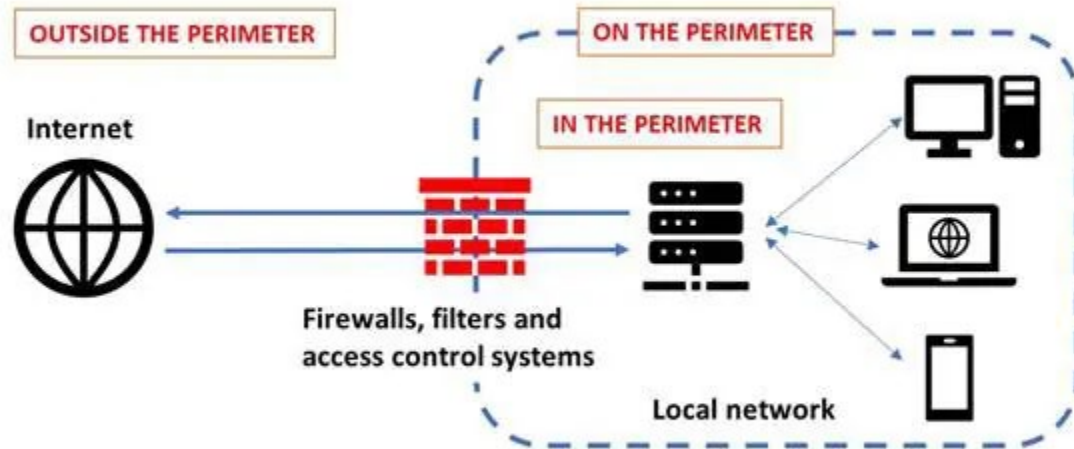 OUTSIDE THE PERIMETER
ON THE PERIMETER
IN THE PERIMETER
Internet
Firewalls, filters and
access control systems
Local network